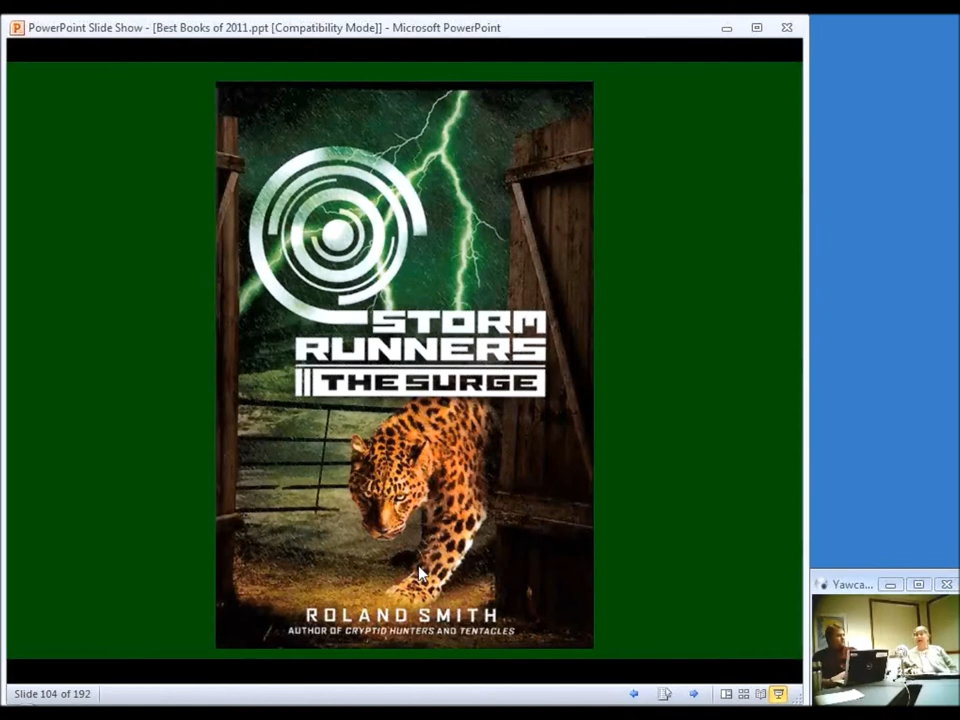 PowerPoint Slide Show - [Best Books of 2011.ppt [Compatibility Mode]] - Microsoft PowerPoint
STORM
RUNNERS
THE SURGE
ROLAND SMITH
AUTHOR OF CRYPTID HUNTERS AND TENTACLES
Yawca...
Slide 104 of 192